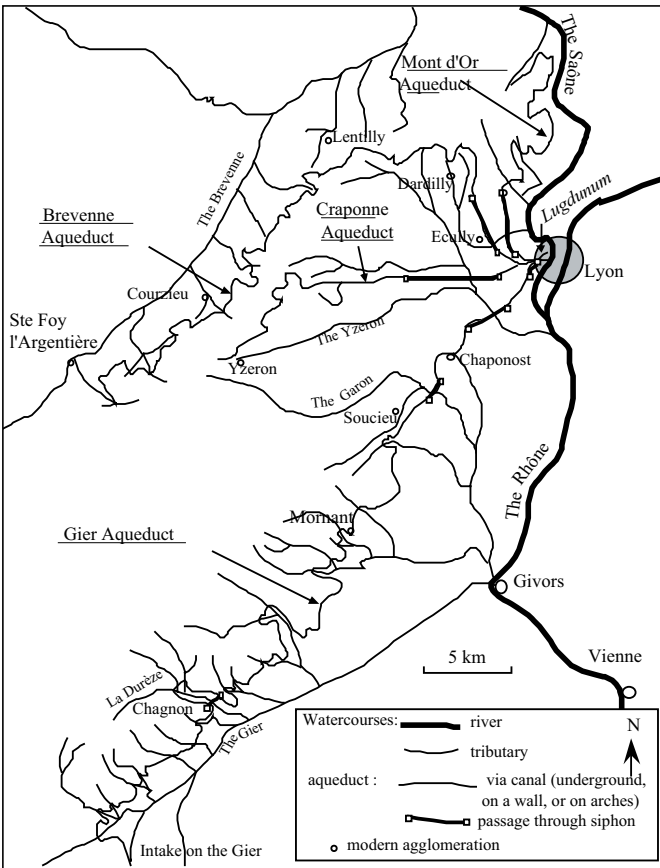 The Saône
Mont d'Or
Aqueduct
Lentilly
The Brevenne
Dardilly
Lugdunum
Brevenne
Aqueduct
Craponne
Aqueduct
Ecully
Lyon
Courzieu
Ste Foy
l'Argentière
The Yzeron
Yzeron
Chaponost
The Garon
Soucieu
The Rhône
Mornant
Gier Aqueduct
Givors
5 km
Vienne
La Durèze
Chagnon
The Gier
Intake on the Gier
Watercourses:
river
N
tributary
aqueduct :
via canal (underground,
on a wall, or on arches)
passage through siphon
modern agglomeration